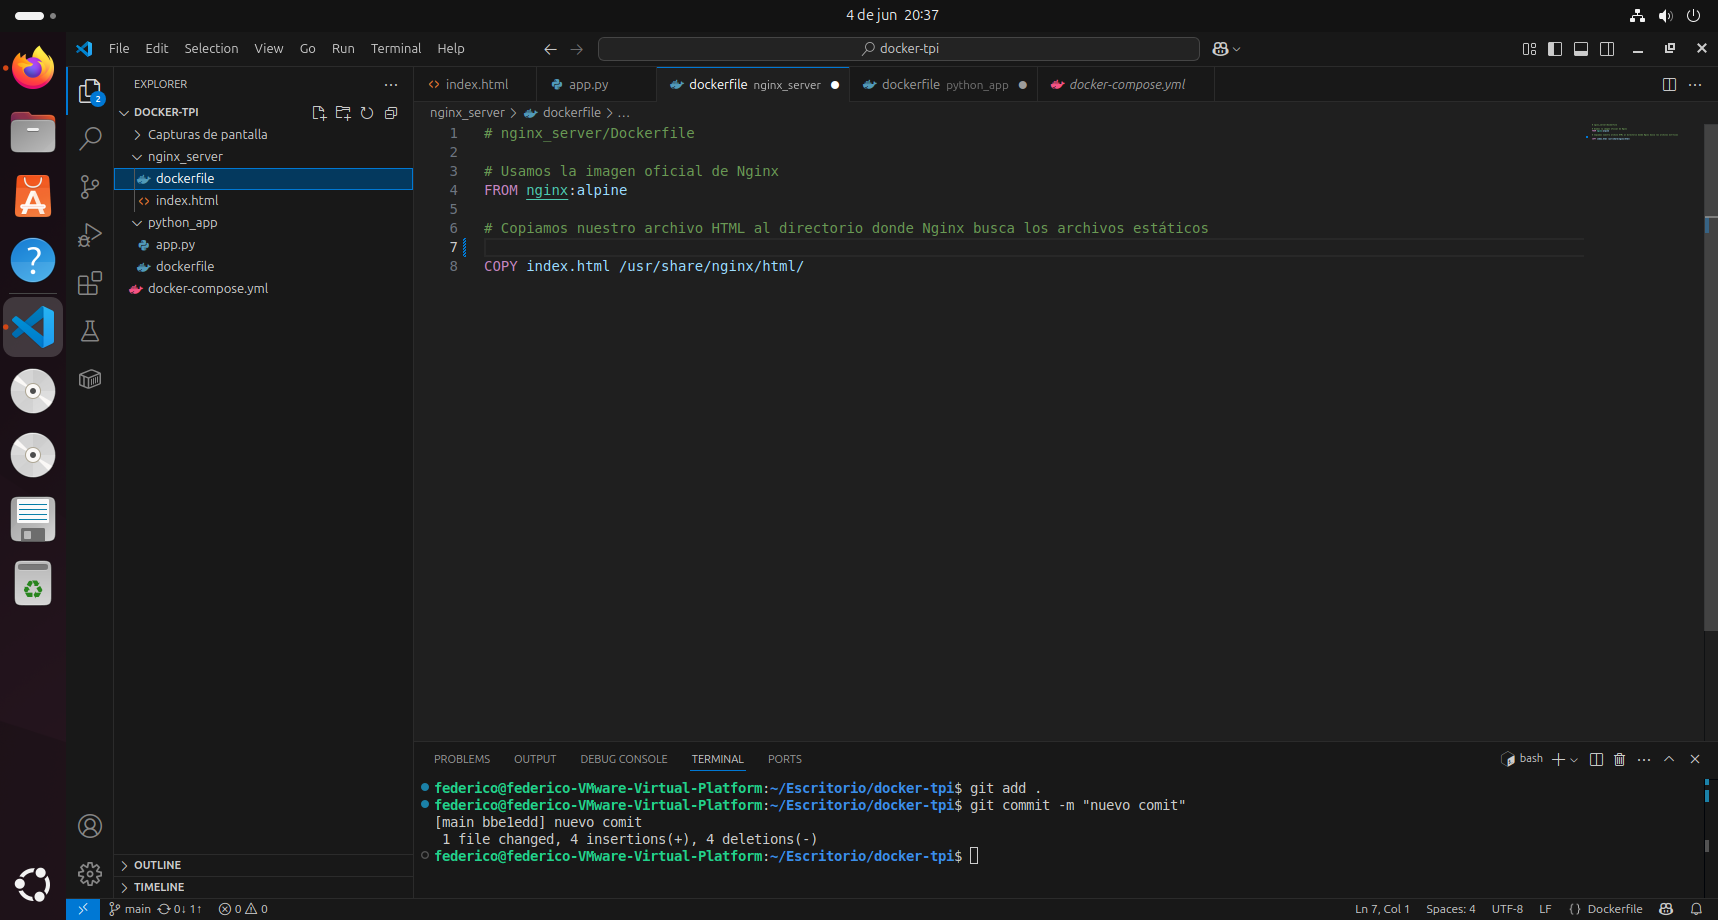 4 de jun 20:37
File Edit Selection View Go Run Terminal Help
docker-tpi
EXPLORER
index.html
app.py
dockerfile nginx_server
dockerfile python_app
docker-compose.yml
2
DOCKER-TPI
nginx_server > dockerfile > ...
Capturas de pantalla
nginx_server
dockerfile
index.html
python_app
app.py
dockerfile
docker-compose.yml
1 # nginx_server/Dockerfile
2
3 # Usamos la imagen oficial de Nginx
4 FROM nginx:alpine
5
6 # Copiamos nuestro archivo HTML al directorio donde Nginx busca los archivos estáticos
7
8 COPY index.html /usr/share/nginx/html/
PROBLEMS OUTPUT DEBUG CONSOLE TERMINAL PORTS
bash
federico@federico-VMware-Virtual-Platform:~/Escritorio/docker-tpi$ git add .
federico@federico-VMware-Virtual-Platform:~/Escritorio/docker-tpi$ git commit -m "nuevo comit"
[main bbe1edd] nuevo comit
1 file changed, 4 insertions(+), 4 deletions(-)
federico@federico-VMware-Virtual-Platform:~/Escritorio/docker-tpi$
OUTLINE
TIMELINE
main 0↓ 1↑ 0 0
Ln 7, Col 1 Spaces: 4 UTF-8 LF {} Dockerfile